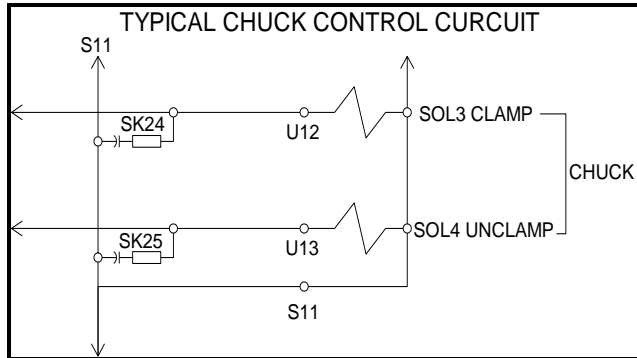 TYPICAL CHUCK CONTROL CURCUIT
S11
SK24
U12
SOL3 CLAMP
CHUCK
SK25
U13
SOL4 UNCLAMP
S11